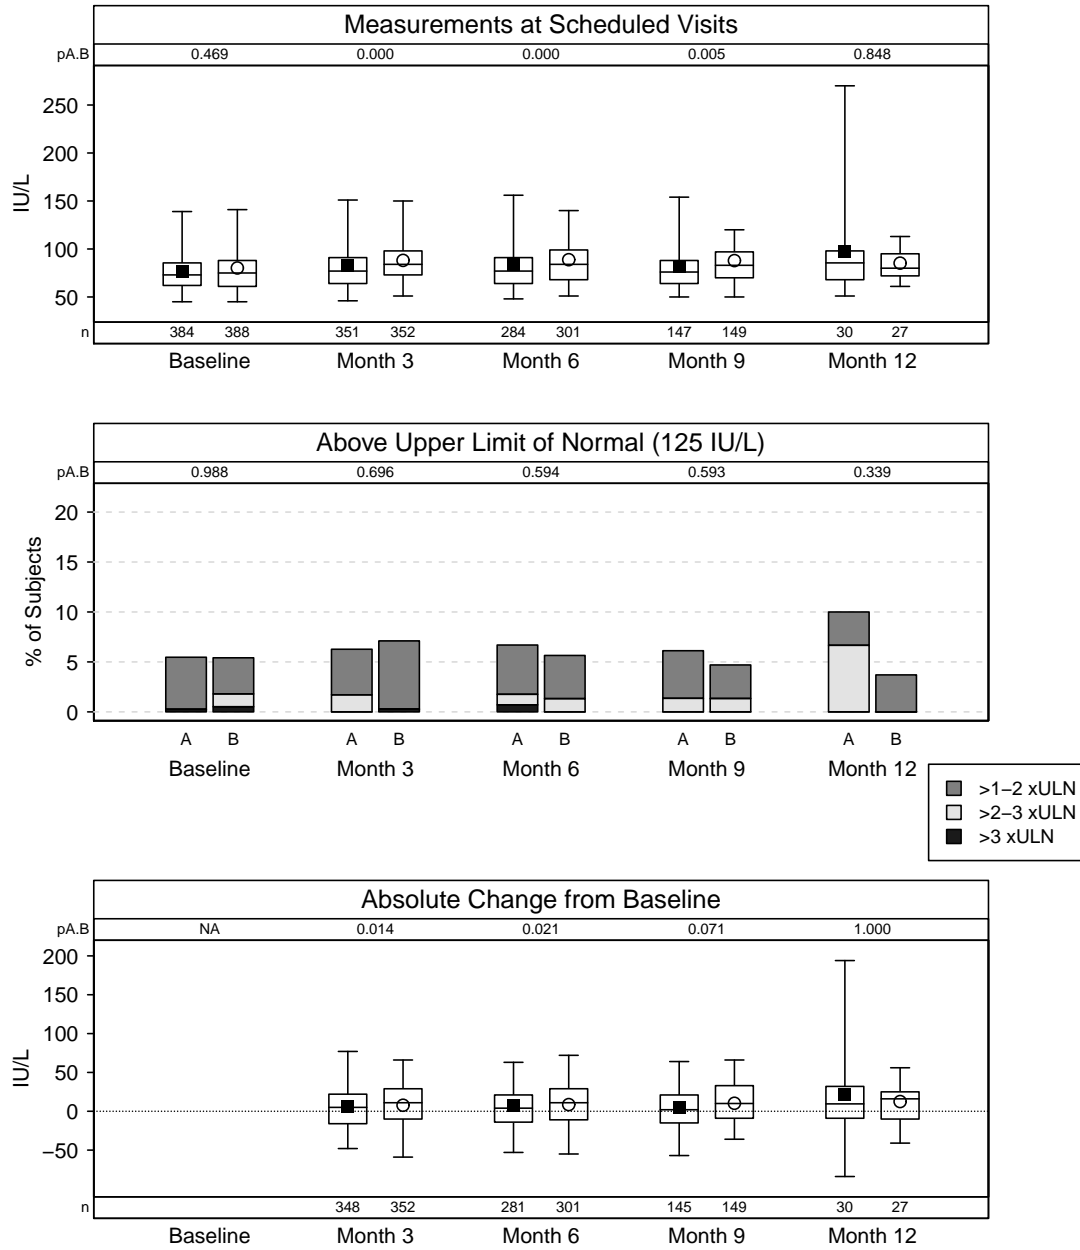 Measurements at Scheduled Visits
pA.B 0.469 0.000 0.000 0.005 0.848
250
200
150
100
50
IU/L
n 384 388 351 352 284 301 147 149 30 27
Baseline Month 3 Month 6 Month 9 Month 12
Above Upper Limit of Normal (125 IU/L)
pA.B 0.988 0.696 0.594 0.593 0.339
20
15
10
5
0
% of Subjects
A B A B A B A B A B
Baseline Month 3 Month 6 Month 9 Month 12
>1−2 xULN
>2−3 xULN
>3 xULN
Absolute Change from Baseline
pA.B NA 0.014 0.021 0.071 1.000
200
150
100
50
0
−50
IU/L
n 348 352 281 301 145 149 30 27
Baseline Month 3 Month 6 Month 9 Month 12